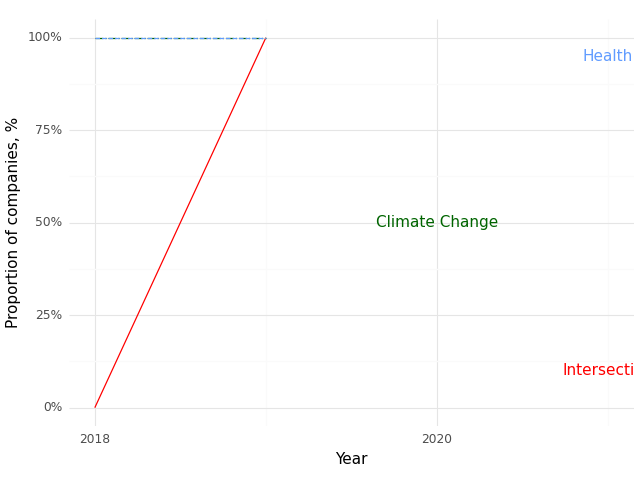 100%
Health
75%
Proportion of companies, %
50%
Climate Change
25%
Intersecti
0%
2018
2020
Year